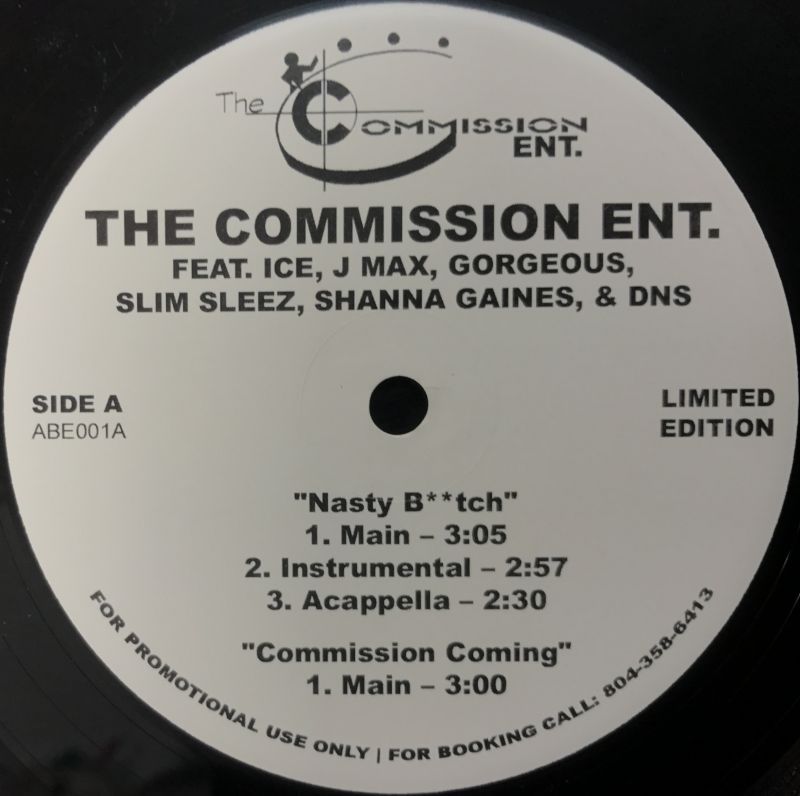 The Commission
ENT.
THE COMMISSION ENT.
FEAT. ICE, J MAX, GORGEOUS,
SLIM SLEEZ, SHANNA GAINES, & DNS
SIDE A
ABE001A
LIMITED
EDITION
"Nasty B**tch"
1. Main – 3:05
2. Instrumental – 2:57
3. Acappella – 2:30
"Commission Coming"
1. Main – 3:00
FOR PROMOTIONAL USE ONLY | FOR BOOKING CALL: 804-358-6413